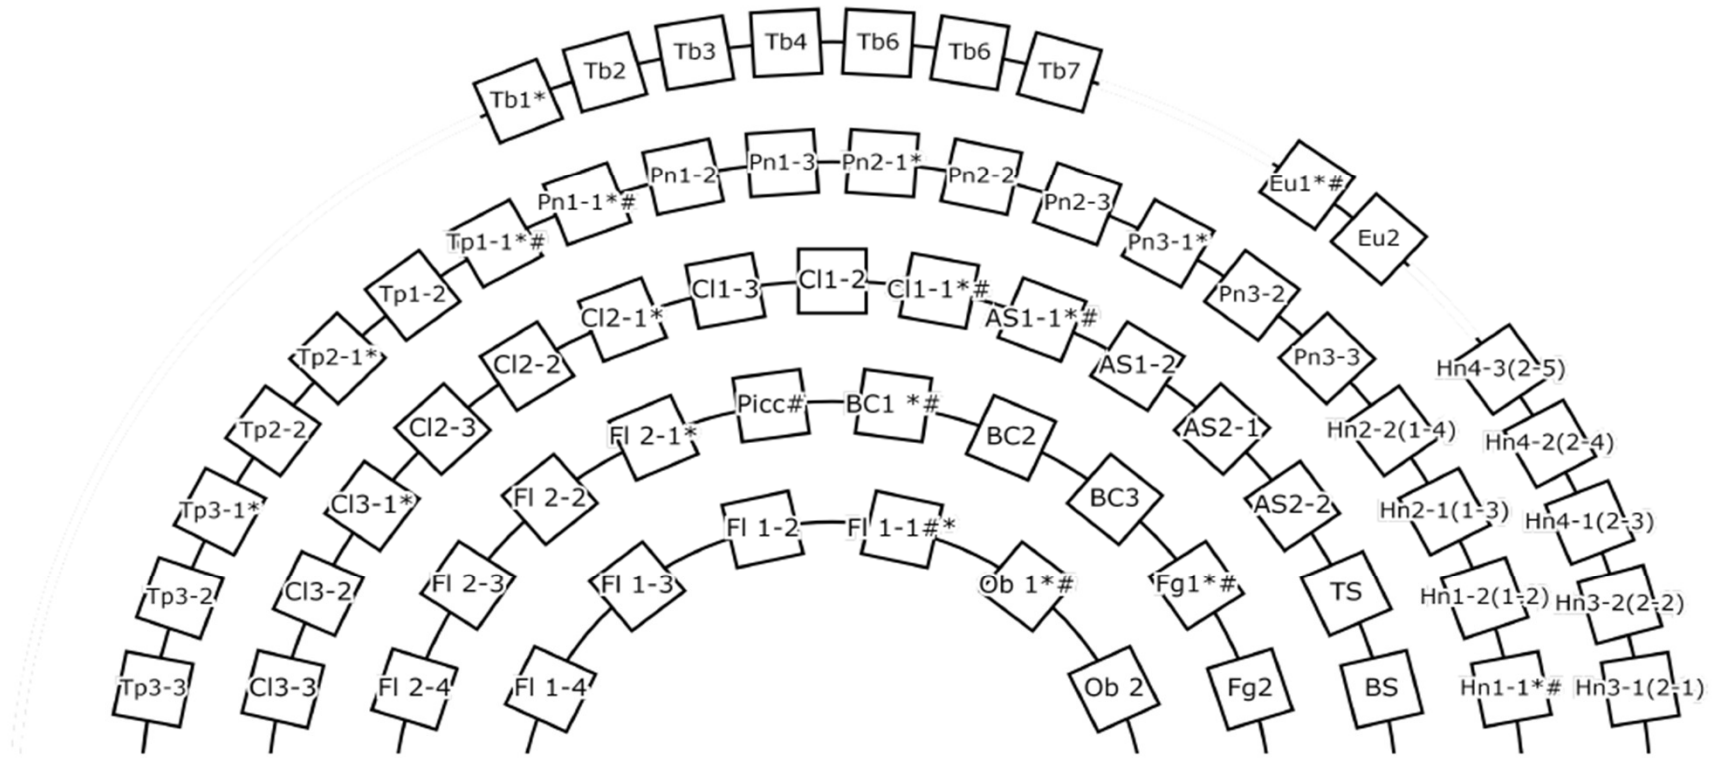 Tb1*
Tb2
Tb3
Tb4
Tb6
Tb6
Tb7
Eu1*#
Eu2
Hn4-3(2-5)
Hn4-2(2-4)
Hn4-1(2-3)
Hn3-2(2-2)
Hn3-1(2-1)
Tp3-3
Tp3-2
Tp3-1*
Tp2-2
Tp2-1*
Tp1-2
Tp1-1*#
Pn1-1*#
Pn1-2
Pn1-3
Pn2-1*
Pn2-2
Pn2-3
Pn3-1*
Pn3-2
Pn3-3
Hn2-2(1-4)
Hn2-1(1-3)
Hn1-2(1-2)
Hn1-1*#
Cl3-3
Cl3-2
Cl3-1*
Cl2-3
Cl2-2
Cl2-1*
Cl1-3
Cl1-2
Cl1-1*#
AS1-1*#
AS1-2
AS2-1
AS2-2
TS
BS
Fl 2-4
Fl 2-3
Fl 2-2
Fl 2-1*
Picc#
BC1 *#
BC2
BC3
Fg1*#
Fg2
Fl 1-4
Fl 1-3
Fl 1-2
Fl 1-1#*
Ob 1*#
Ob 2